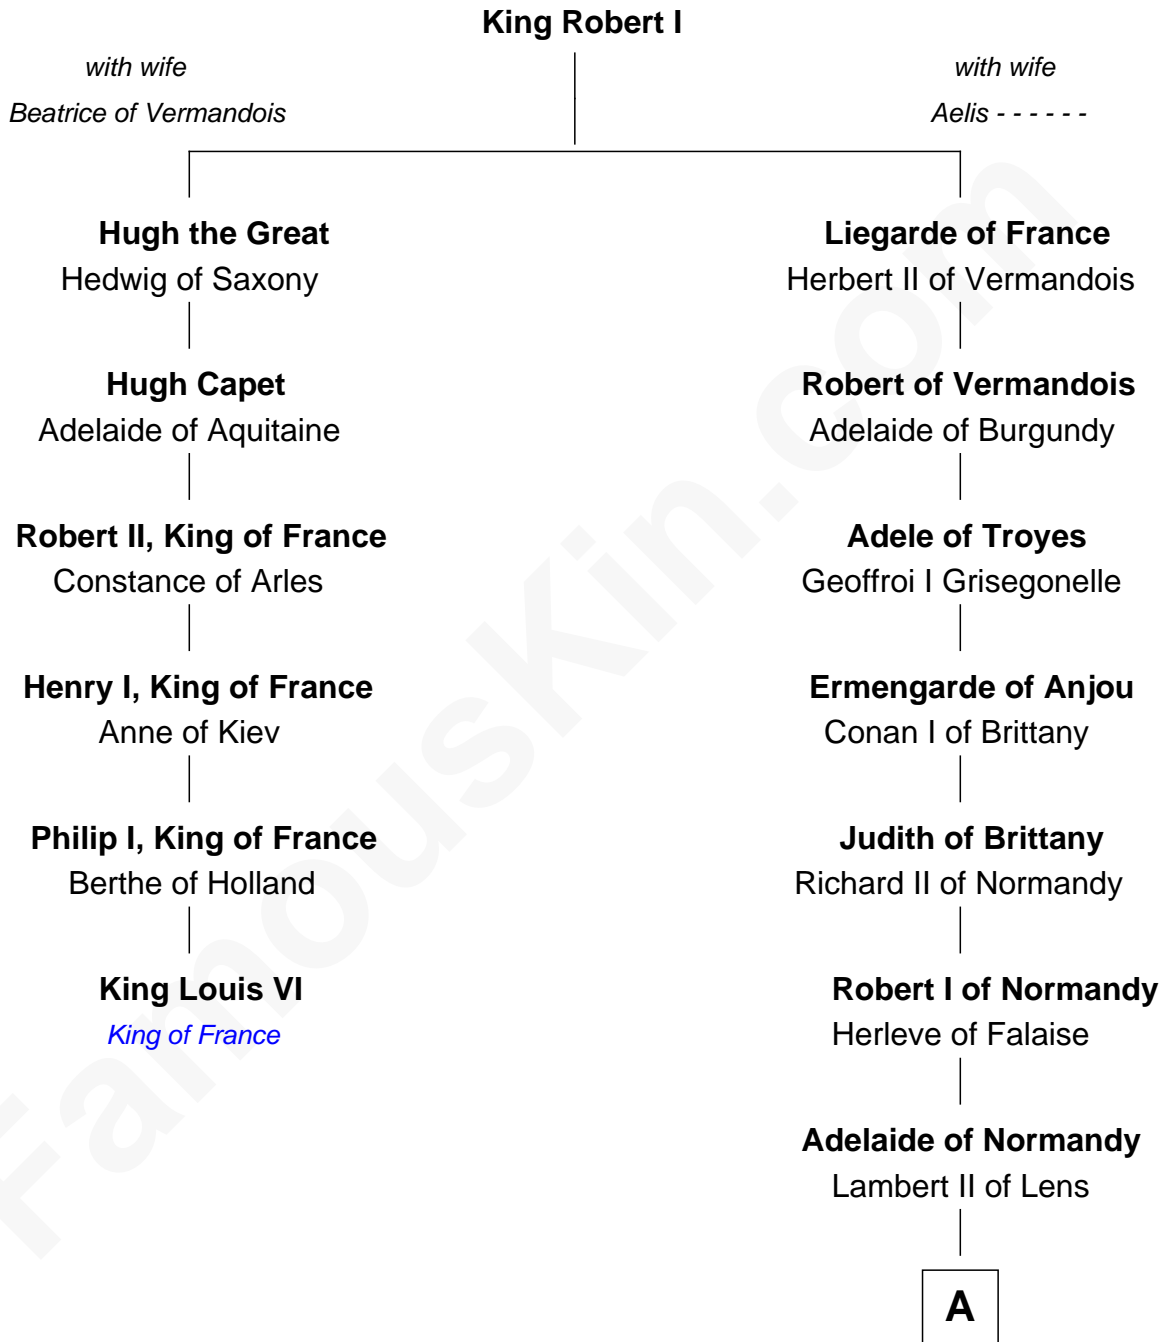 King Robert I
with wife
Beatrice of Vermandois
with wife
Aelis - - - - - -
Hugh the Great
Hedwig of Saxony
Liegarde of France
Herbert II of Vermandois
Hugh Capet
Adelaide of Aquitaine
Robert of Vermandois
Adelaide of Burgundy
Robert II, King of France
Constance of Arles
Adele of Troyes
Geoffroi I Grisegonelle
Henry I, King of France
Anne of Kiev
Ermengarde of Anjou
Conan I of Brittany
Philip I, King of France
Berthe of Holland
Judith of Brittany
Richard II of Normandy
King Louis VI
King of France
Robert I of Normandy
Herleve of Falaise
Adelaide of Normandy
Lambert II of Lens
A
FamousKin.com